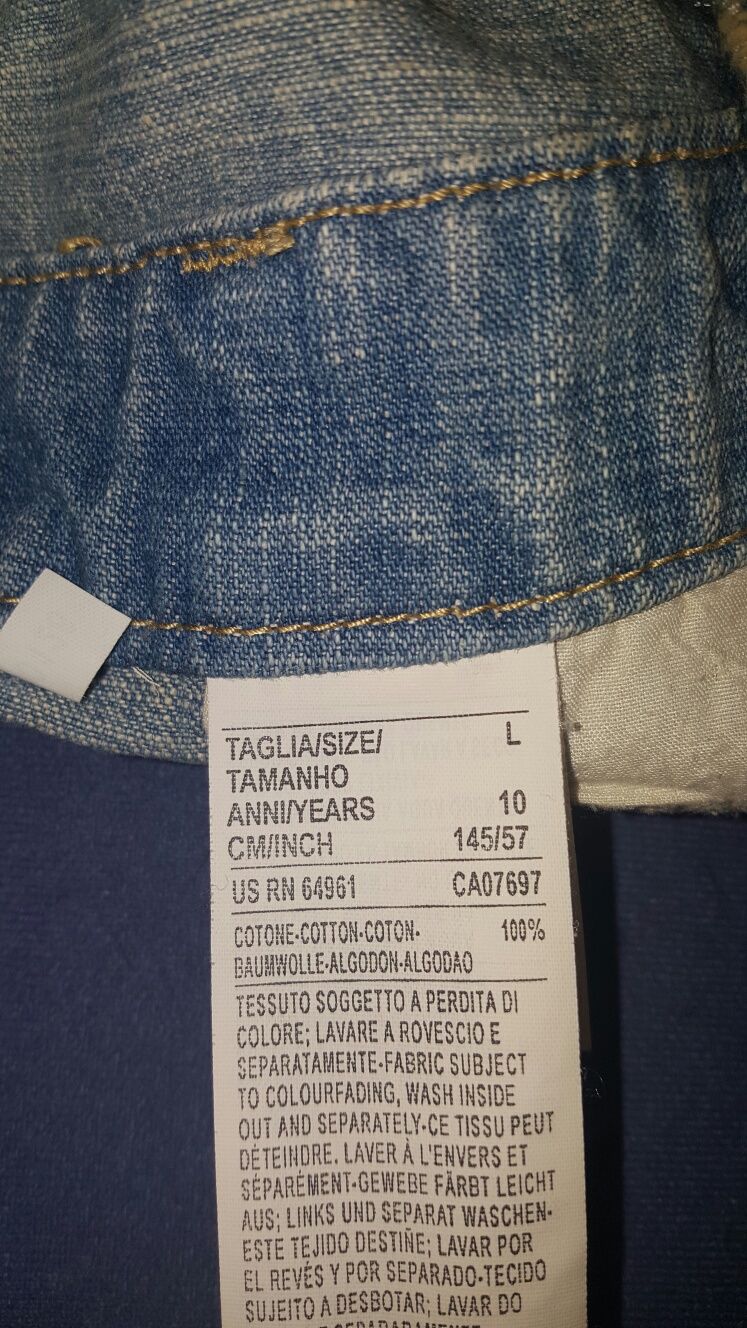 TAGLIA/SIZE/ L
TAMANHO
ANNI/YEARS 10
CM/INCH 145/57
US RN 64961 CA07697
COTONE-COTTON-COTON- 100%
BAUMWOLLE-ALGODON-ALGODAO
TESSUTO SOGGETTO A PERDITA DI
COLORE; LAVARE A ROVESCIO E
SEPARATAMENTE-FABRIC SUBJECT
TO COLOURFADING, WASH INSIDE
OUT AND SEPARATELY-CE TISSU PEUT
DÉTEINDRE. LAVER À L'ENVERS ET
SÉPARÉMENT-GEWEBE FÄRBT LEICHT
AUS; LINKS UND SEPARAT WASCHEN-
ESTE TEJIDO DESTIÑE; LAVAR POR
EL REVÉS Y POR SEPARADO-TECIDO
SUJEITO A DESBOTAR; LAVAR DO